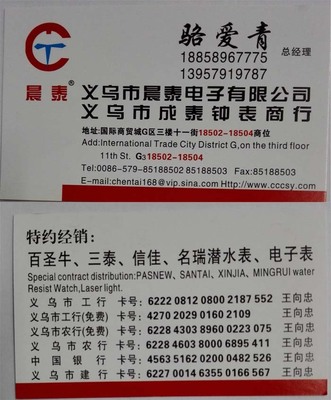 骆爱青
总经理
18858967775
13957919787
晨泰®
义乌市晨泰电子有限公司
义乌市成泰钟表商行
地址:国际商贸城G区三楼十一街18502-18504商位
Add:International Trade City District G,on the third floor
11th St. G318502-18504
Tel:0086-579-85188502 85188503 Fax:85188503
E-mail:chentai168@vip.sina.com Http://www.cccsy.com
特约经销:
百圣牛、三泰、信佳、名瑞潜水表、电子表
Special contract distribution:PASNEW, SANTAI, XINJIA, MINGRUI water
Resist Watch,Laser light.
义乌市工行 卡号: 6222 0812 0800 2187 552 王向忠
义乌市工行(免费) 卡号: 4270 2029 0160 2109 王向忠
义乌市农行(免费) 卡号: 6228 4303 8960 0223 075 王向忠
义乌市农行 卡号: 6228 4603 8000 6895 411 王向忠
中国银行 卡号: 4563 5162 0200 0482 526 王向忠
义乌市建行 卡号: 6227 0014 6355 0166 567 王向忠